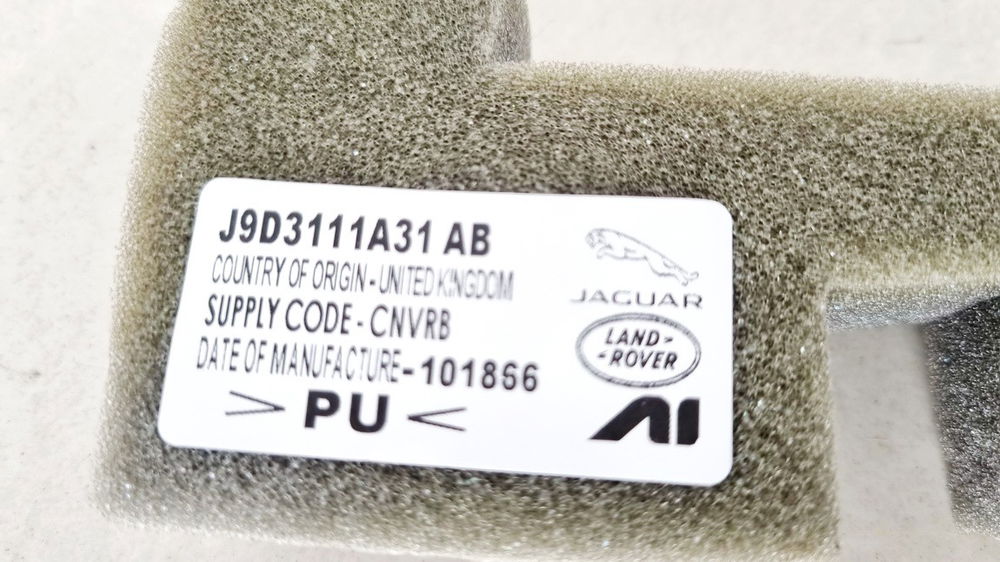 J9D3111A31 AB
COUNTRY OF ORIGIN - UNITED KINGDOM
SUPPLY CODE - CNVRB
DATE OF MANUFACTURE - 101866
> PU <
JAGUAR
LAND-
-ROVER
AI